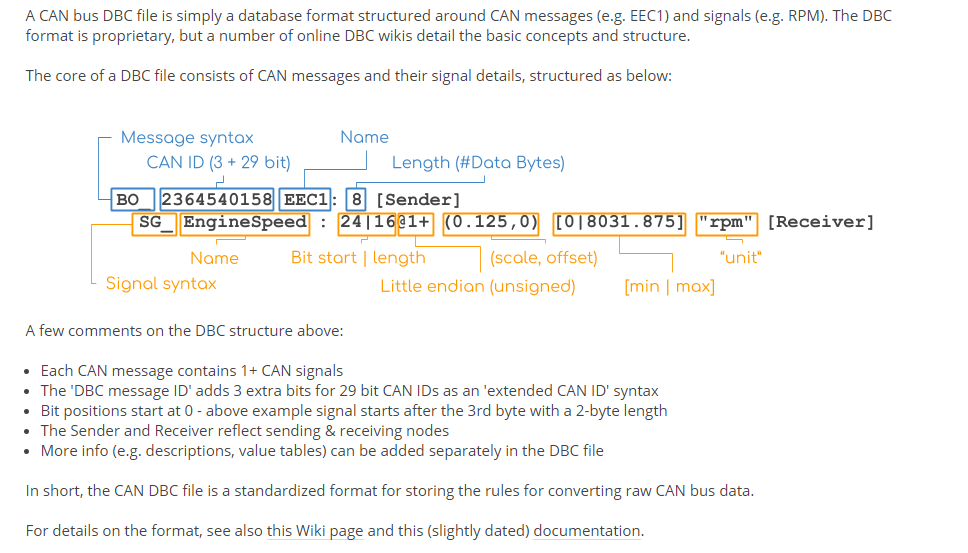 A CAN bus DBC file is simply a database format structured around CAN messages (e.g. EEC1) and signals (e.g. RPM). The DBC
format is proprietary, but a number of online DBC wikis detail the basic concepts and structure.
The core of a DBC file consists of CAN messages and their signal details, structured as below:
Message syntax
Name
CAN ID (3 + 29 bit)
Length (#Data Bytes)
BO_ 2364540158 EEC1: 8 [Sender]
SG_ EngineSpeed : 24|16@1+ (0.125,0) [0|8031.875] "rpm" [Receiver]
Name
Bit start | length
(scale, offset)
"unit"
Signal syntax
Little endian (unsigned)
[min | max]
A few comments on the DBC structure above:
• Each CAN message contains 1+ CAN signals
• The 'DBC message ID' adds 3 extra bits for 29 bit CAN IDs as an 'extended CAN ID' syntax
• Bit positions start at 0 - above example signal starts after the 3rd byte with a 2-byte length
• The Sender and Receiver reflect sending & receiving nodes
• More info (e.g. descriptions, value tables) can be added separately in the DBC file
In short, the CAN DBC file is a standardized format for storing the rules for converting raw CAN bus data.
For details on the format, see also this Wiki page and this (slightly dated) documentation.